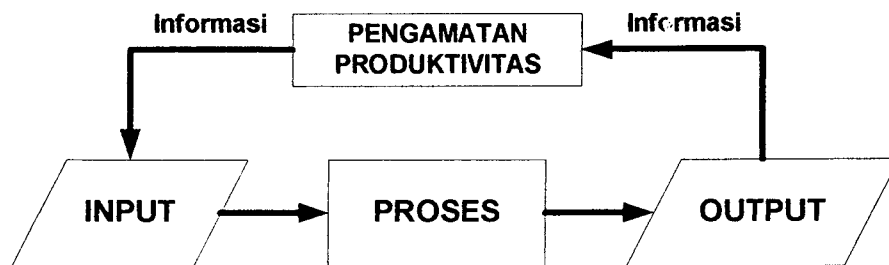 Informasi
PENGAMATAN
PRODUKTIVITAS
Informasi
INPUT
PROSES
OUTPUT